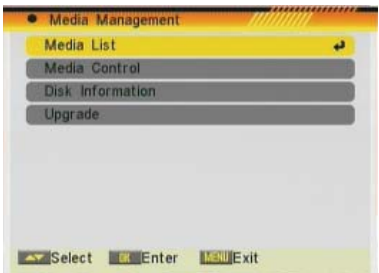 Media Management
Media List
Media Control
Disk Information
Upgrade
Select OK Enter MENU Exit